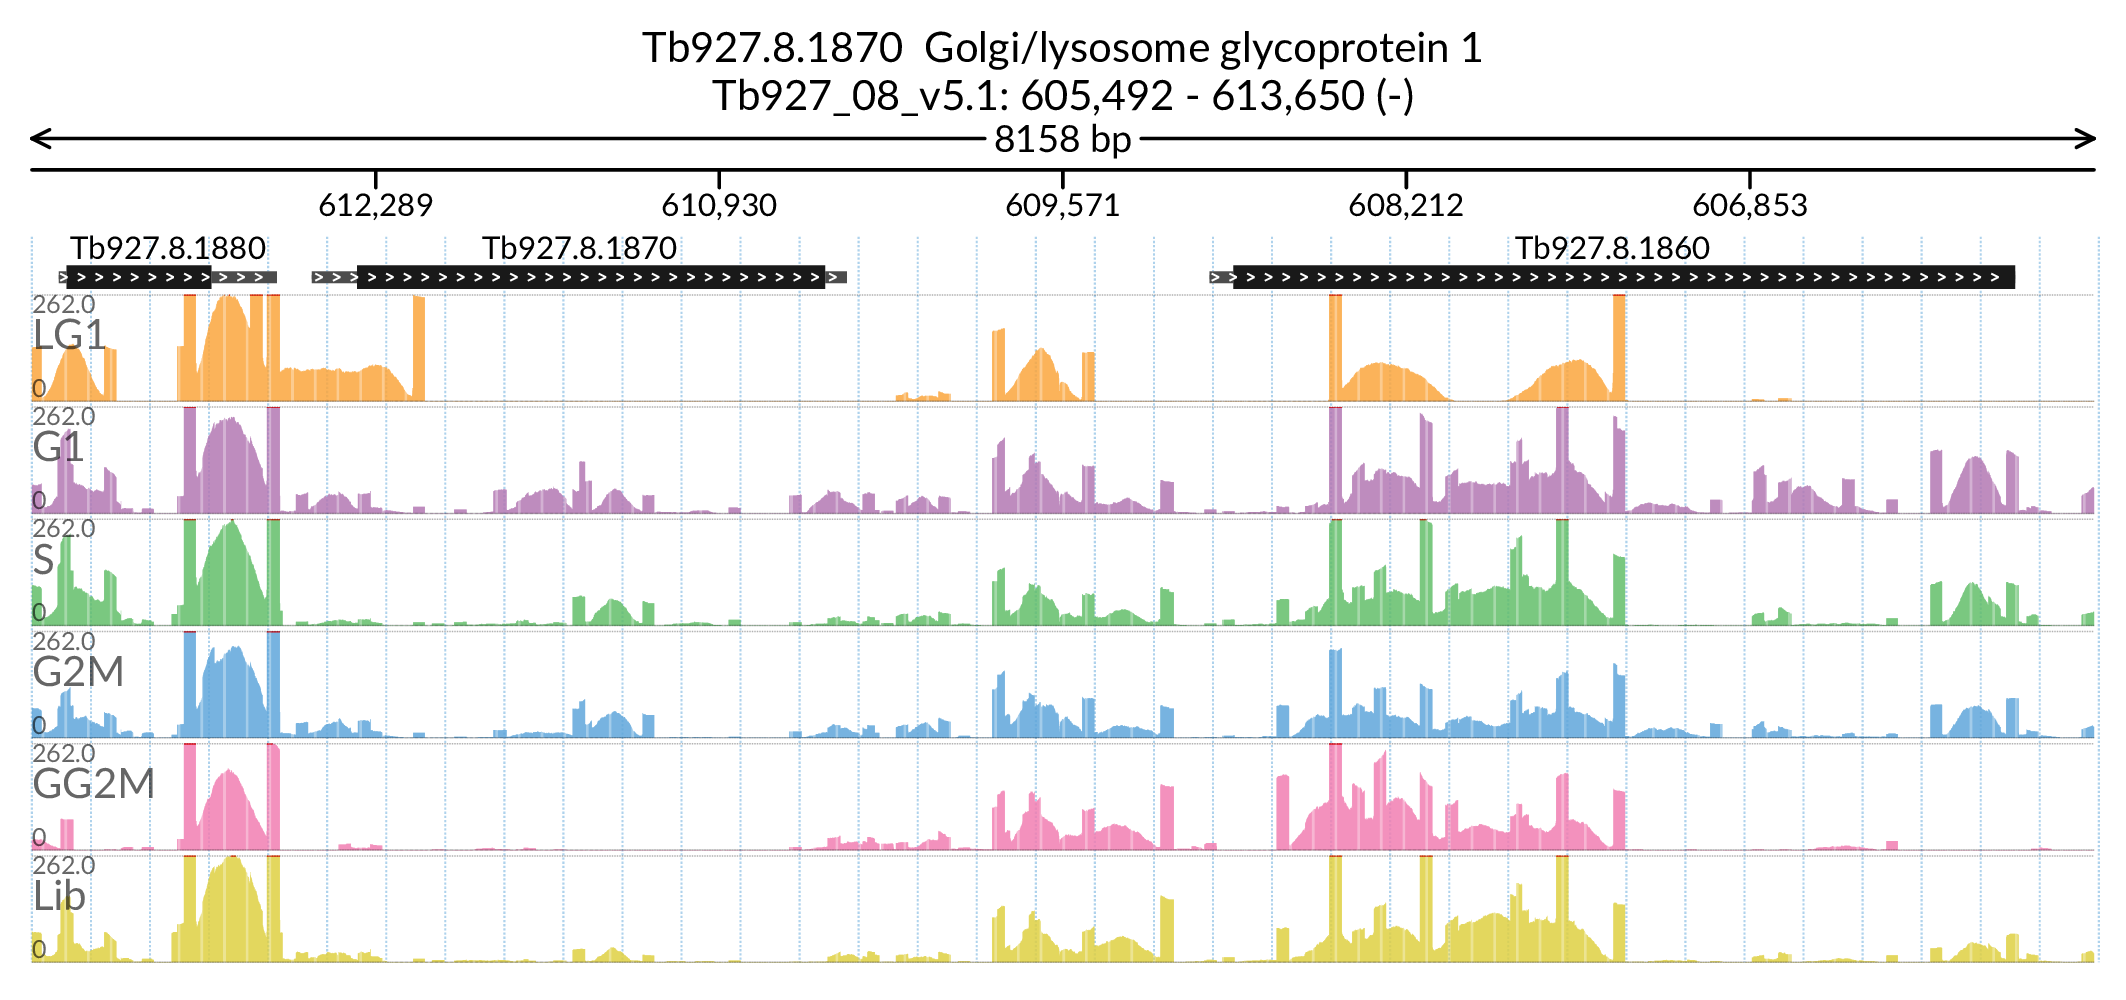 Tb927.8.1870  Golgi/lysosome glycoprotein 1
Tb927_08_v5.1: 605,492 - 613,650 (-)
8158 bp
612,289 610,930 609,571 608,212 606,853
Tb927.8.1880 Tb927.8.1870 Tb927.8.1860
262.0
LG1
0
262.0
G1
0
262.0
S
0
262.0
G2M
0
262.0
GG2M
0
262.0
Lib
0